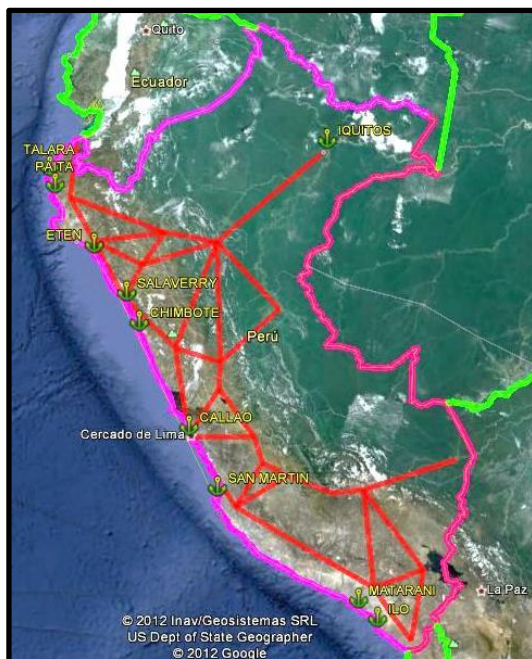 Quito
Ecuador
IQUITOS
TALARA
PAITA
ETEN
SALAVERRY
CHIMBOTE
Perú
CALLAO
Cercado de Lima
SAN MARTIN
MATARANI
La Paz
ILO
© 2012 Inav/Geosistemas SRL
US Dept of State Geographer
© 2012 Google